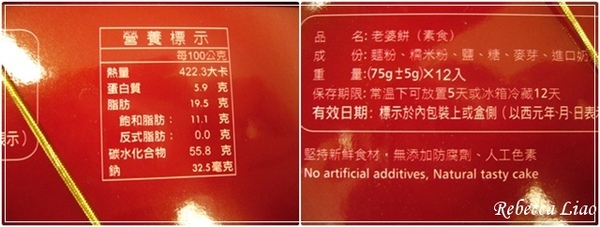 營養標示
每100公克
熱量 422.3大卡
蛋白質 5.9 克
脂肪 19.5 克
飽和脂肪: 11.1 克
反式脂肪: 0.0 克
碳水化合物 55.8 克
鈉 32.5毫克
示)
品 名:老婆餅(素食)
成 份:麵粉、糯米粉、鹽、糖、麥芽、進口奶
重 量:(75g±5g)×12入
保存期限:常溫下可放置5天或冰箱冷藏12天
有效日期:標示於內包裝上或盒側(以西元年、月、日表
堅持新鮮食材,無添加防腐劑、人工色素
No artificial additives, Natural tasty cake
Rebecca Liao